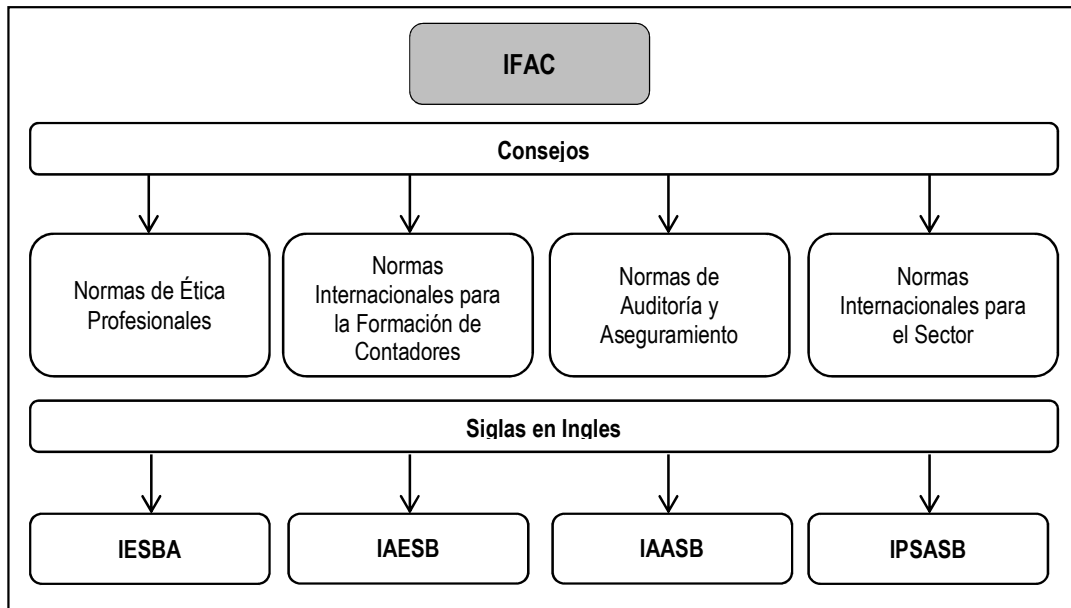 IFAC
Consejos
Normas de Ética
Profesionales
Normas
Internacionales para
la Formación de
Contadores
Normas de
Auditoría y
Aseguramiento
Normas
Internacionales para
el Sector
Siglas en Ingles
IESBA
IAESB
IAASB
IPSASB